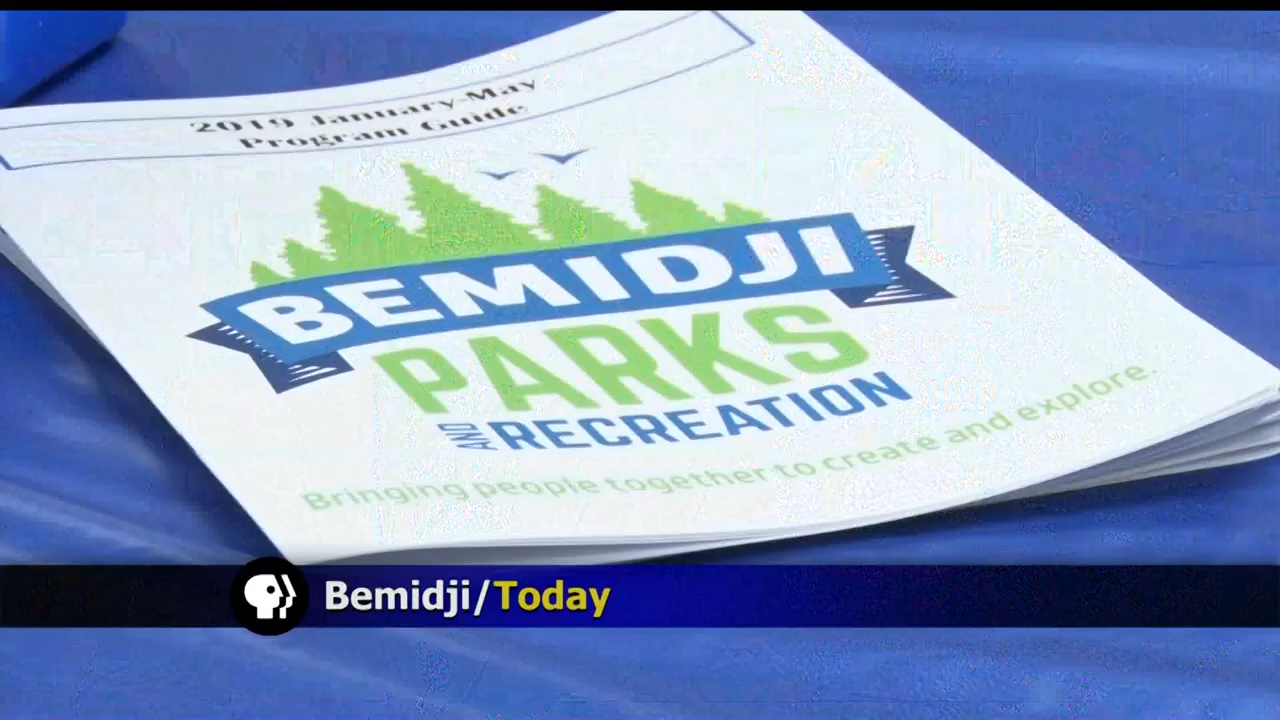 2019 January-May
Program Guide
BEMIDJI
PARKS
AND RECREATION
Bringing people together to create and explore.
Bemidji/Today